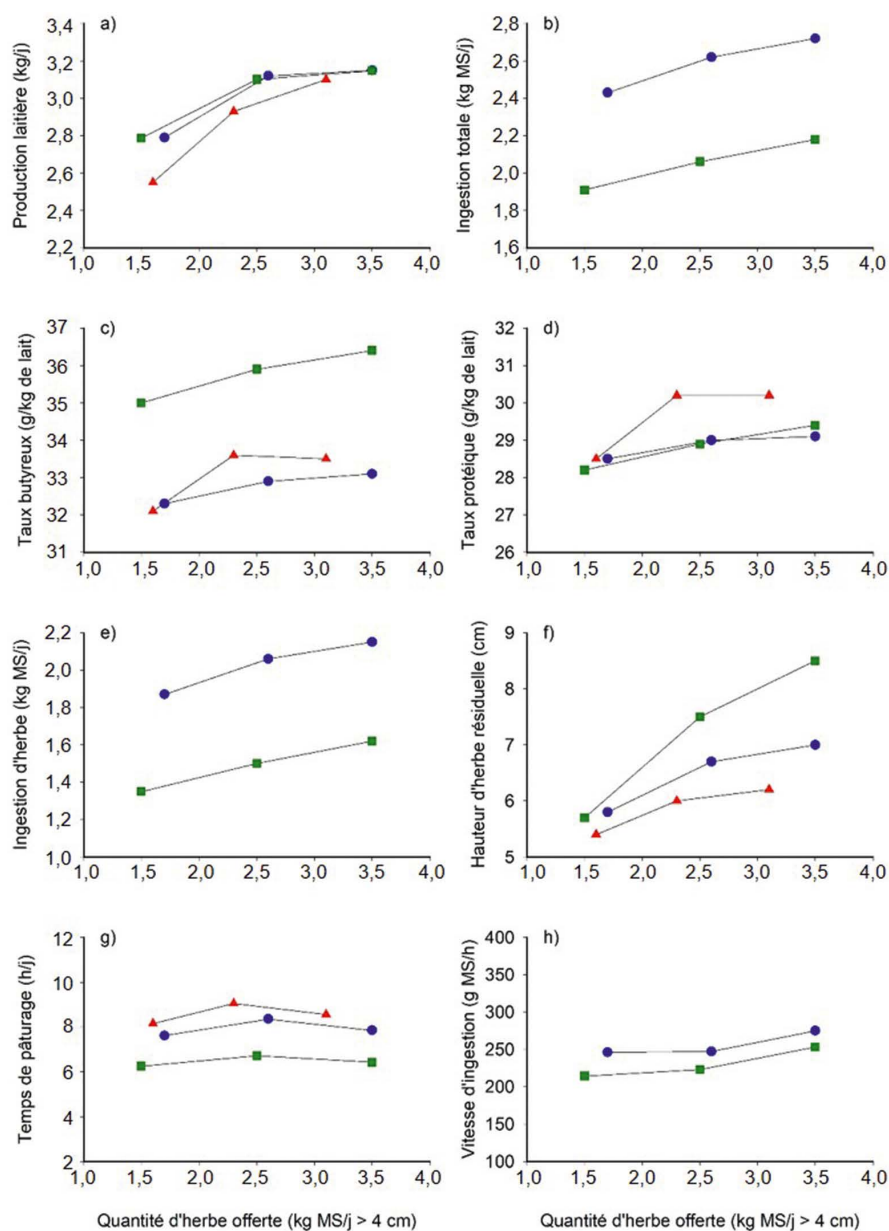 a)
Production laitière (kg/j)
3,4
3,2
3,0
2,8
2,6
2,4
2,2
1,0 1,5 2,0 2,5 3,0 3,5 4,0
b)
Ingestion totale (kg MS/j)
2,8
2,6
2,4
2,2
2,0
1,8
1,6
1,0 1,5 2,0 2,5 3,0 3,5 4,0
c)
Taux butyreux (g/kg de lait)
37
36
35
34
33
32
31
1,0 1,5 2,0 2,5 3,0 3,5 4,0
d)
Taux protéique (g/kg de lait)
32
31
30
29
28
27
26
1,0 1,5 2,0 2,5 3,0 3,5 4,0
e)
Ingestion d'herbe (kg MS/j)
2,2
2,0
1,8
1,6
1,4
1,2
1,0
1,0 1,5 2,0 2,5 3,0 3,5 4,0
f)
Hauteur d'herbe résiduelle (cm)
9
8
7
6
5
1,0 1,5 2,0 2,5 3,0 3,5 4,0
g)
Temps de pâturage (h/j)
12
10
8
6
4
2
1,0 1,5 2,0 2,5 3,0 3,5 4,0
Quantité d'herbe offerte (kg MS/j > 4 cm)
h)
Vitesse d'ingestion (g MS/h)
400
350
300
250
200
150
100
1,0 1,5 2,0 2,5 3,0 3,5 4,0
Quantité d'herbe offerte (kg MS/j > 4 cm)